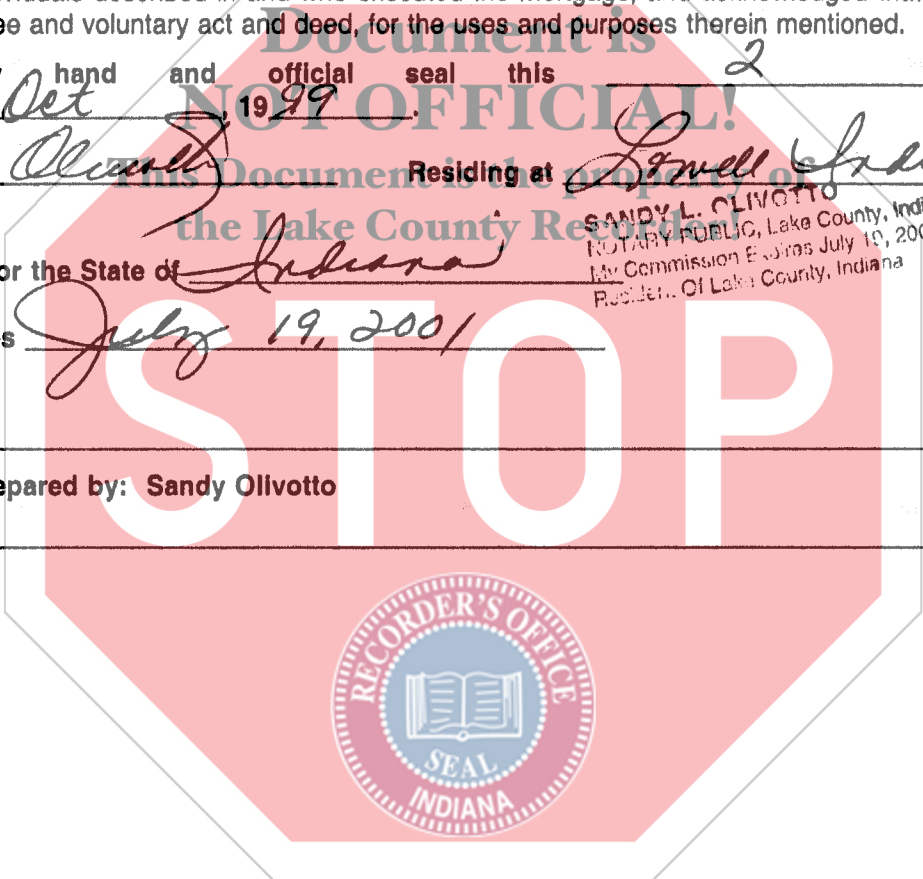 e and voluntary act and deed, for the uses and purposes therein mentioned.
Document is
hand and official seal this 2
Oct, 1999.
NOT OFFICIAL!
Olivotto Residing at Lowell Ind
This Document is the property of
the Lake County Recorder!
SANDY L. OLIVOTTO
NOTARY PUBLIC, Lake County, Indi
My Commission Expires July 19, 200
Resident Of Lake County, Indiana
or the State of Indiana
s July 19, 2001
STOP
epared by: Sandy Olivotto
RECORDER'S OFFICE
SEAL
INDIANA